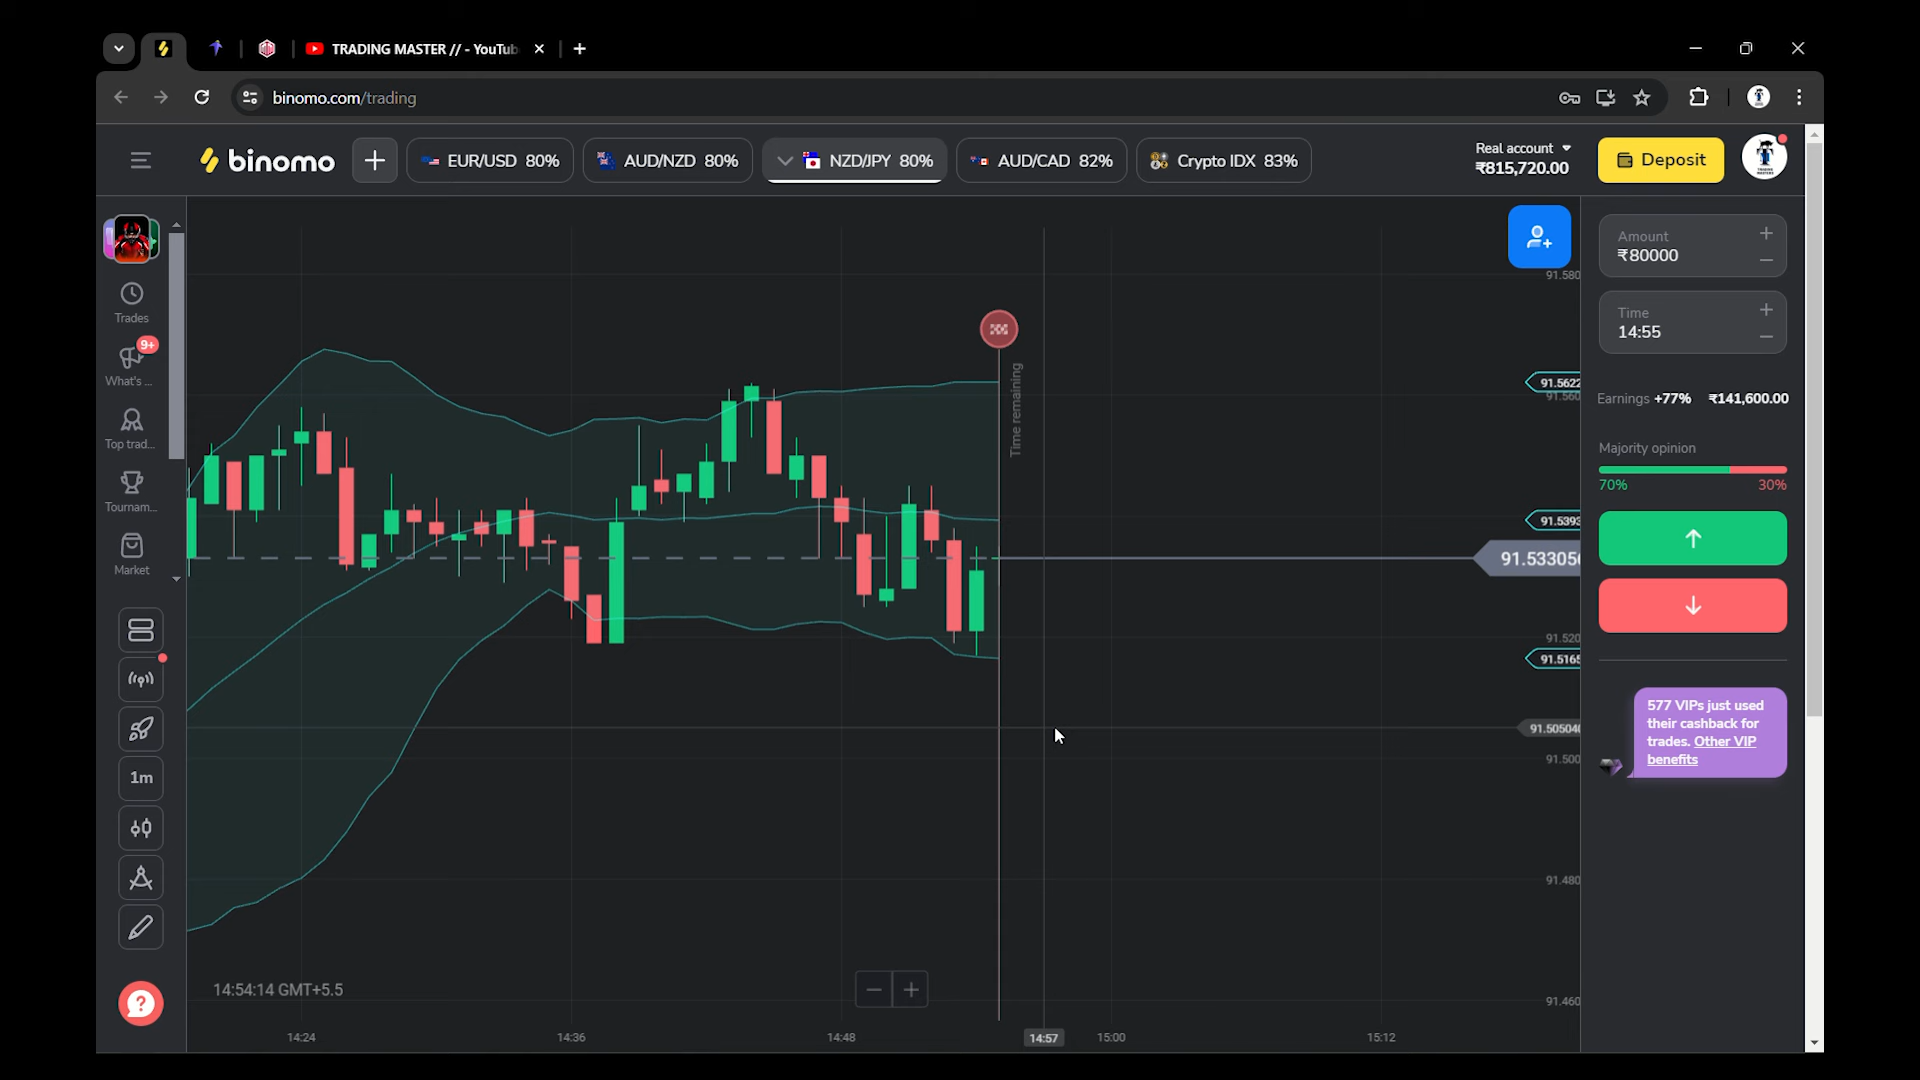 TRADING MASTER // - YouTub
binomo.com/trading
binomo
EUR/USD 80%
AUD/NZD 80%
NZD/JPY 80%
AUD/CAD 82%
Crypto IDX 83%
Real account
₹815,720.00
Deposit
Trades
9+
What's ...
Top trad...
Tournam...
Market
1m
Time remaining
91.580
91.5622
91.560
91.5393
91.533056
91.520
91.5165
91.50504
91.500
91.480
91.460
14:54:14 GMT+5.5
14:24
14:36
14:48
14:57
15:00
15:12
Amount
₹80000
Time
14:55
Earnings +77% ₹141,600.00
Majority opinion
70%
30%
577 VIPs just used
their cashback for
trades. Other VIP
benefits